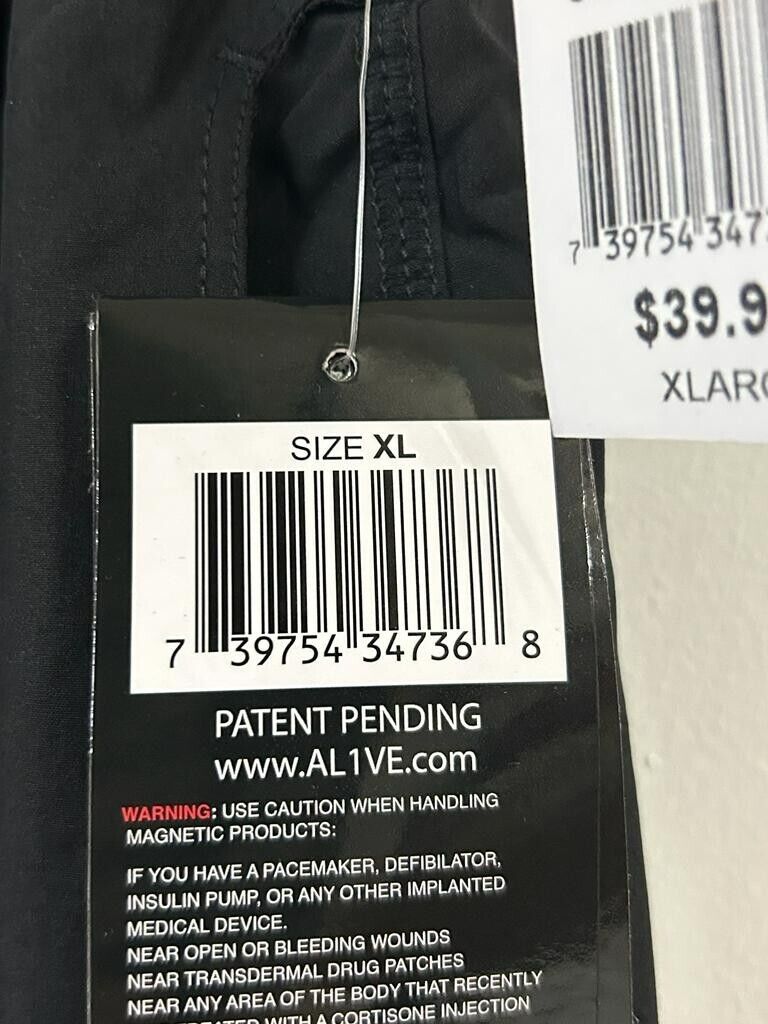 7 39754 3473
$39.9
XLARG
SIZE XL
7 39754 34736 8
PATENT PENDING
www.AL1VE.com
WARNING: USE CAUTION WHEN HANDLING
MAGNETIC PRODUCTS:
IF YOU HAVE A PACEMAKER, DEFIBILATOR,
INSULIN PUMP, OR ANY OTHER IMPLANTED
MEDICAL DEVICE.
NEAR OPEN OR BLEEDING WOUNDS
NEAR TRANSDERMAL DRUG PATCHES
NEAR ANY AREA OF THE BODY THAT RECENTLY
TREATED WITH A CORTISONE INJECTION